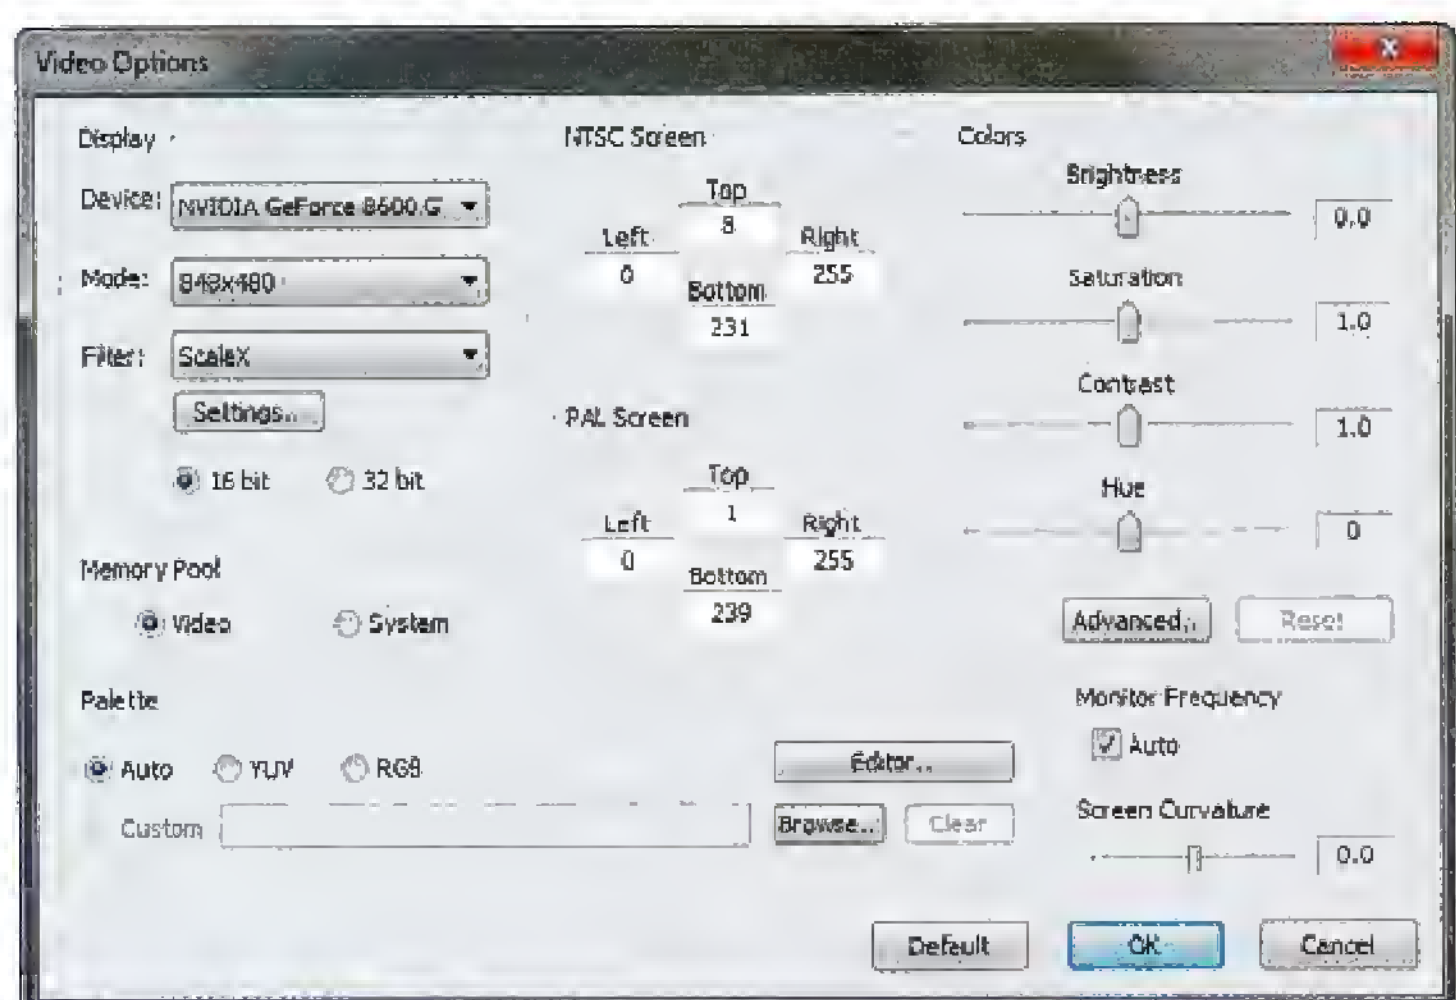 Video Options
Display
Device: NVIDIA GeForce 8600.G
Mode: 848x480
Filter: ScaleX
Settings...
16 bit 32 bit
Memory Pool
Video System
Palette
Auto YUV RGB
Custom
Editor...
Browse... Clear
NTSC Screen
Top
8
Left Right
0 255
Bottom
231
PAL Screen
Top
1
Left Right
0 255
Bottom
239
Colors
Brightness
0.0
Saturation
1.0
Contrast
1.0
Hue
0
Advanced... Reset
Monitor Frequency
Auto
Screen Curvature
0.0
Default OK Cancel